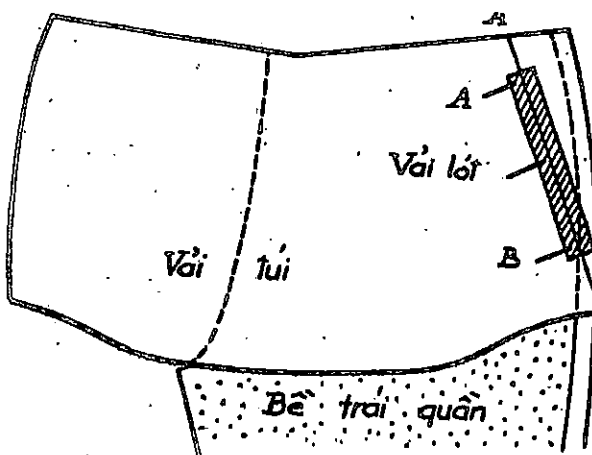 A
A
Vải lót
B
Vải túi
Bề trái quần